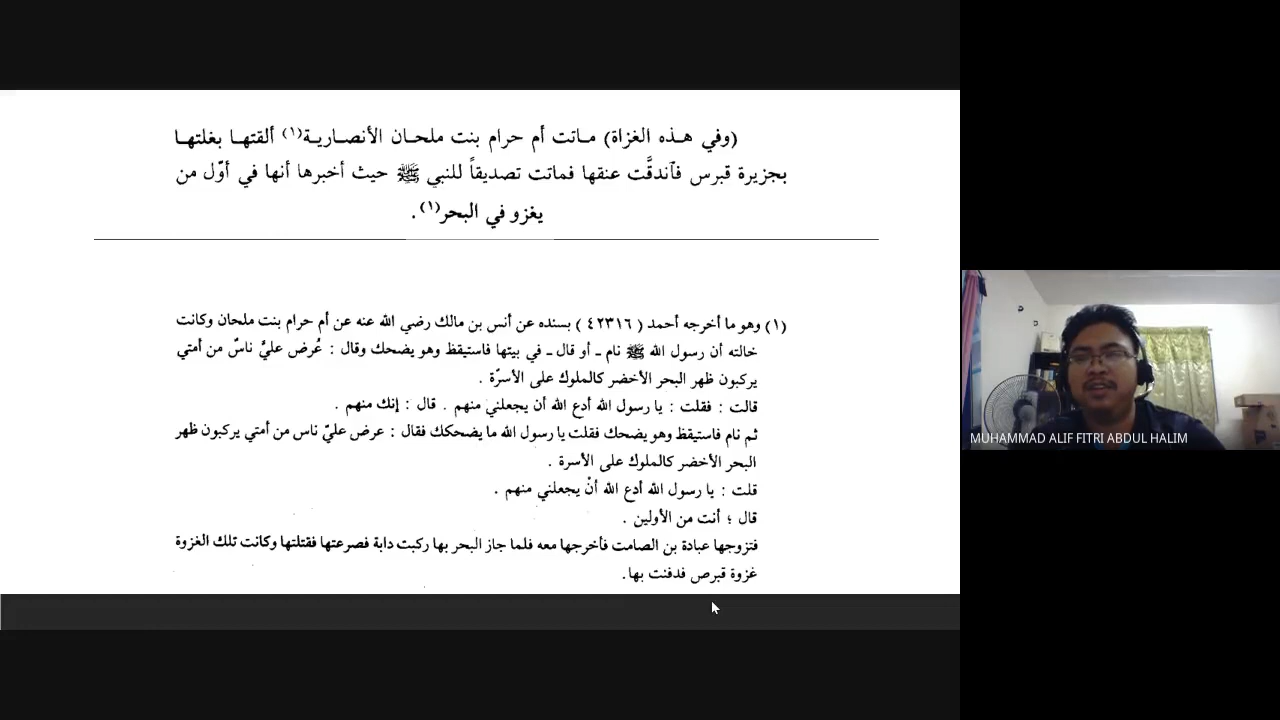 (وفي هـذه الغزاة) مـاتت أم حرام بنت ملحـان الأنصـاريـة(١) ألقتهـا بغلتهـا
بجزيرة قبرس فآندقَّت عنقها فماتت تصديقاً للنبي ﷺ حيث أخبرها أنها في أوّل من
يغزو في البحر(١) .
(١) وهو ما أخرجه أحمد ( ٤٢٣١٦ ) بسنده عن أنس بن مالك رضي الله عنه عن أم حرام بنت ملحان وكانت
خالته أن رسول الله ﷺ نام ـ أو قال ـ في بيتها فاستيقظ وهو يضحك وقال : عُرض عليَّ ناسٌ من أمتي
يركبون ظهر البحر الأخضر كالملوك على الأسرّة .
قالت : فقلت : يا رسول الله أدع الله أن يجعلني منهم . قال : إنك منهم .
ثم نام فاستيقظ وهو يضحك فقلت يا رسول الله ما يضحكك فقال : عرض عليّ ناس من أمتي يركبون ظهر
البحر الأخضر كالملوك على الأسرة .
قلت : يا رسول الله أدع الله أنْ يجعلني منهم .
قال ؛ أنت من الأولين .
فتزوجها عبادة بن الصامت فأخرجها معه فلما جاز البحر بها ركبت دابة فصرعتها فقتلتها وكانت تلك الغزوة
غزوة قبرص فدفنت بها.
MUHAMMAD ALIF FITRI ABDUL HALIM